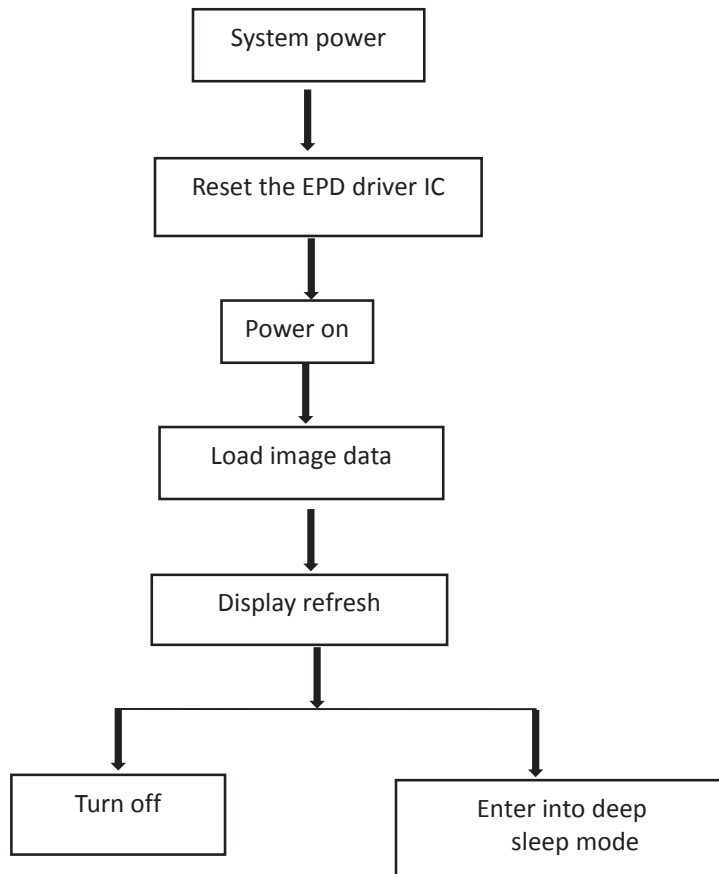 System power
Reset the EPD driver IC
Power on
Load image data
Display refresh
Turn off
Enter into deep
sleep mode